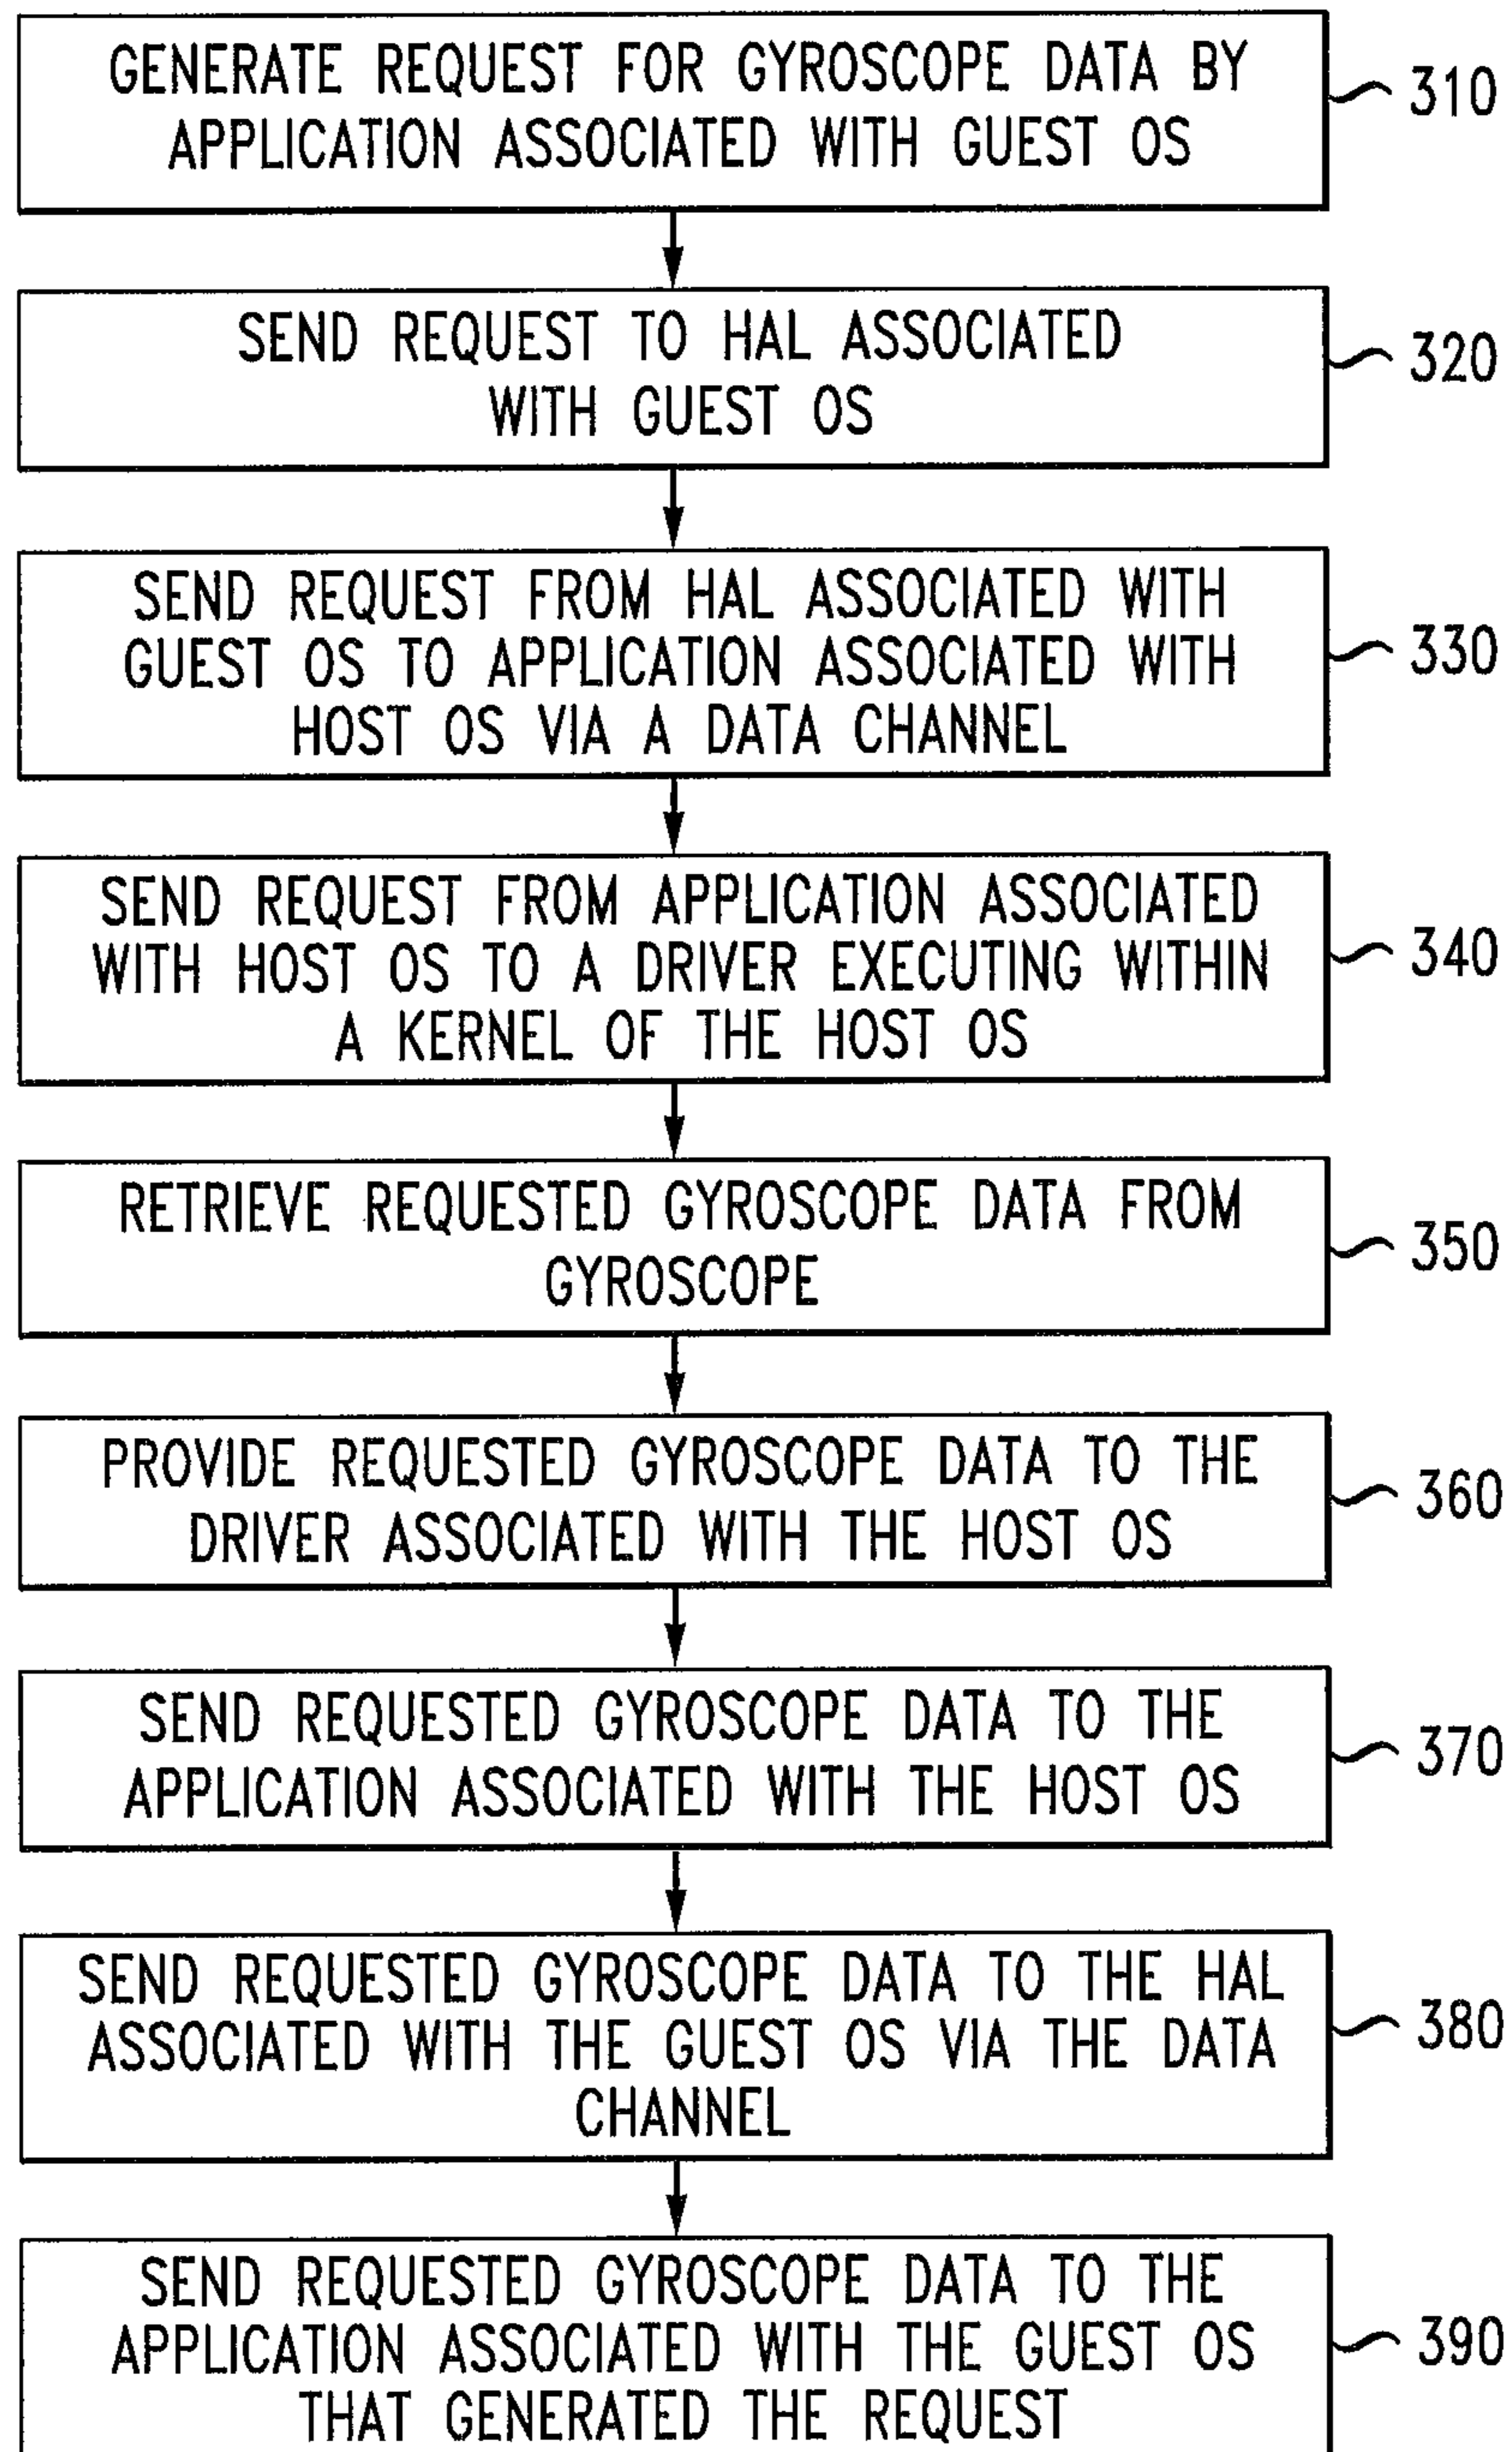 GENERATE REQUEST FOR GYROSCOPE DATA BY
APPLICATION ASSOCIATED WITH GUEST OS
310
SEND REQUEST TO HAL ASSOCIATED
WITH GUEST OS
320
SEND REQUEST FROM HAL ASSOCIATED WITH
GUEST OS TO APPLICATION ASSOCIATED WITH
HOST OS VIA A DATA CHANNEL
330
SEND REQUEST FROM APPLICATION ASSOCIATED
WITH HOST OS TO A DRIVER EXECUTING WITHIN
A KERNEL OF THE HOST OS
340
RETRIEVE REQUESTED GYROSCOPE DATA FROM
GYROSCOPE
350
PROVIDE REQUESTED GYROSCOPE DATA TO THE
DRIVER ASSOCIATED WITH THE HOST OS
360
SEND REQUESTED GYROSCOPE DATA TO THE
APPLICATION ASSOCIATED WITH THE HOST OS
370
SEND REQUESTED GYROSCOPE DATA TO THE HAL
ASSOCIATED WITH THE GUEST OS VIA THE DATA
CHANNEL
380
SEND REQUESTED GYROSCOPE DATA TO THE
APPLICATION ASSOCIATED WITH THE GUEST OS
THAT GENERATED THE REQUEST
390